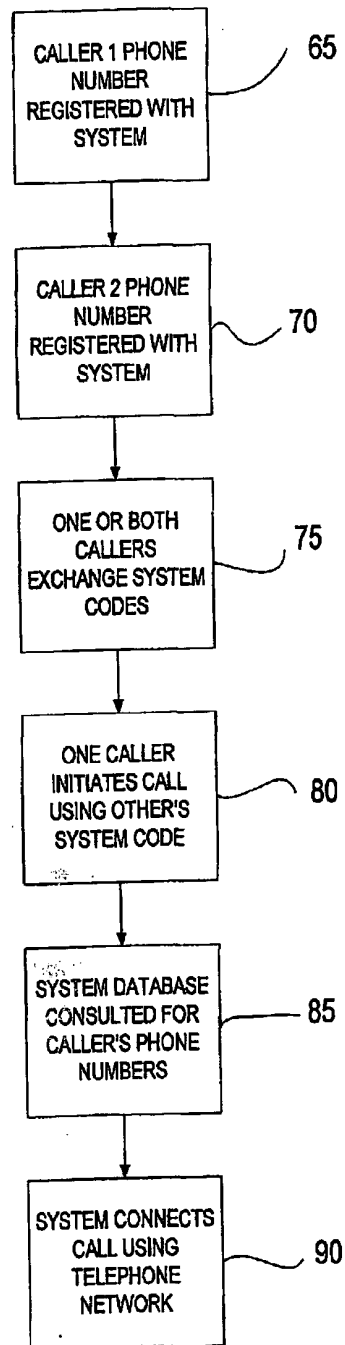 CALLER 1 PHONE
NUMBER
REGISTERED WITH
SYSTEM
65
CALLER 2 PHONE
NUMBER
REGISTERED WITH
SYSTEM
70
ONE OR BOTH
CALLERS
EXCHANGE SYSTEM
CODES
75
ONE CALLER
INITIATES CALL
USING OTHER'S
SYSTEM CODE
80
SYSTEM DATABASE
CONSULTED FOR
CALLER'S PHONE
NUMBERS
85
SYSTEM CONNECTS
CALL USING
TELEPHONE
NETWORK
90